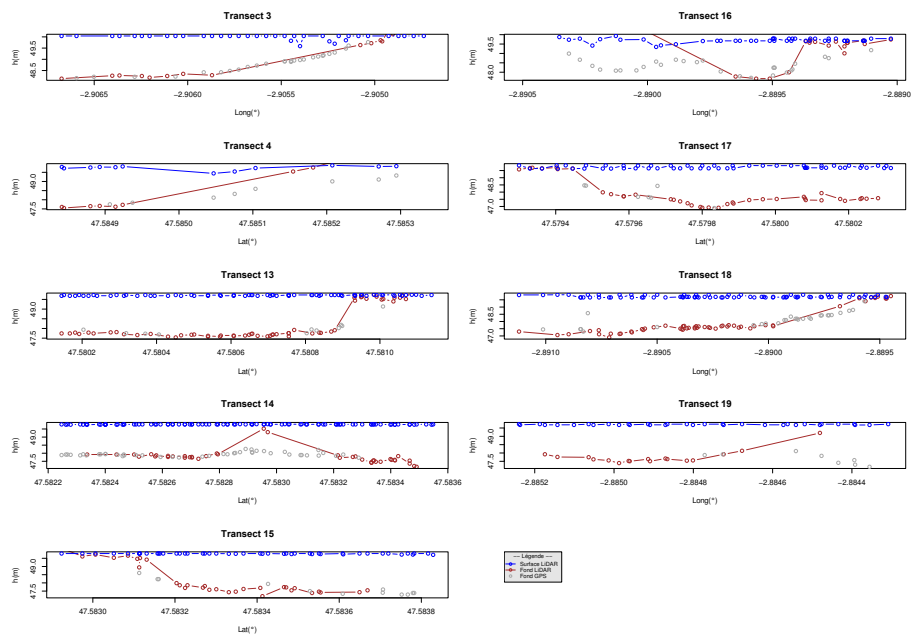 Transect 3
h(m)
49.5
48.5
−2.9065 −2.9060 −2.9055 −2.9050
Long(°)
Transect 16
h(m)
49.5
48.0
−2.8905 −2.8900 −2.8895 −2.8890
Long(°)
Transect 4
h(m)
49.0
47.5
47.5849 47.5850 47.5851 47.5852 47.5853
Lat(°)
Transect 17
h(m)
48.5
47.0
47.5794 47.5796 47.5798 47.5800 47.5802
Lat(°)
Transect 13
h(m)
49.0
47.5
47.5802 47.5804 47.5806 47.5808 47.5810
Lat(°)
Transect 18
h(m)
48.5
47.0
−2.8910 −2.8905 −2.8900 −2.8895
Long(°)
Transect 14
h(m)
49.0
47.5
47.5822 47.5824 47.5826 47.5828 47.5830 47.5832 47.5834 47.5836
Lat(°)
Transect 19
h(m)
49.0
47.5
−2.8852 −2.8850 −2.8848 −2.8846 −2.8844
Long(°)
Transect 15
h(m)
49.0
47.5
47.5830 47.5832 47.5834 47.5836 47.5838
Lat(°)
--- Légende ---
Surface LiDAR
Fond LiDAR
Fond GPS